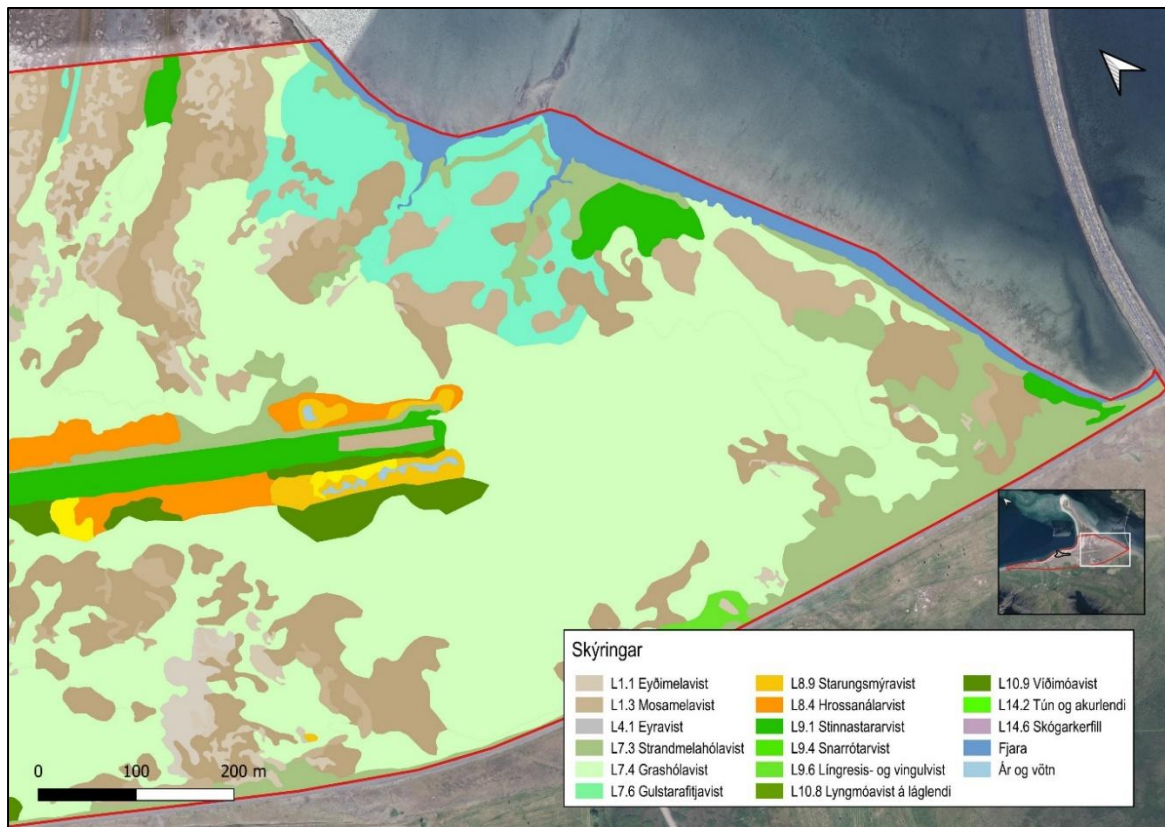 0 100 200 m
Skýringar
L1.1 Eyðimelavist
L1.3 Mosamelavist
L4.1 Eyravist
L7.3 Strandmelahólavist
L7.4 Grashólavist
L7.6 Gulstarafitjavist
L8.9 Starungsmýravist
L8.4 Hrossanálarvist
L9.1 Stinnastararvist
L9.4 Snarrótarvist
L9.6 Língresis- og vingulvist
L10.8 Lyngmóavist á láglendi
L10.9 Víðimóavist
L14.2 Tún og akurlendi
L14.6 Skógarkerfill
Fjara
Ár og vötn